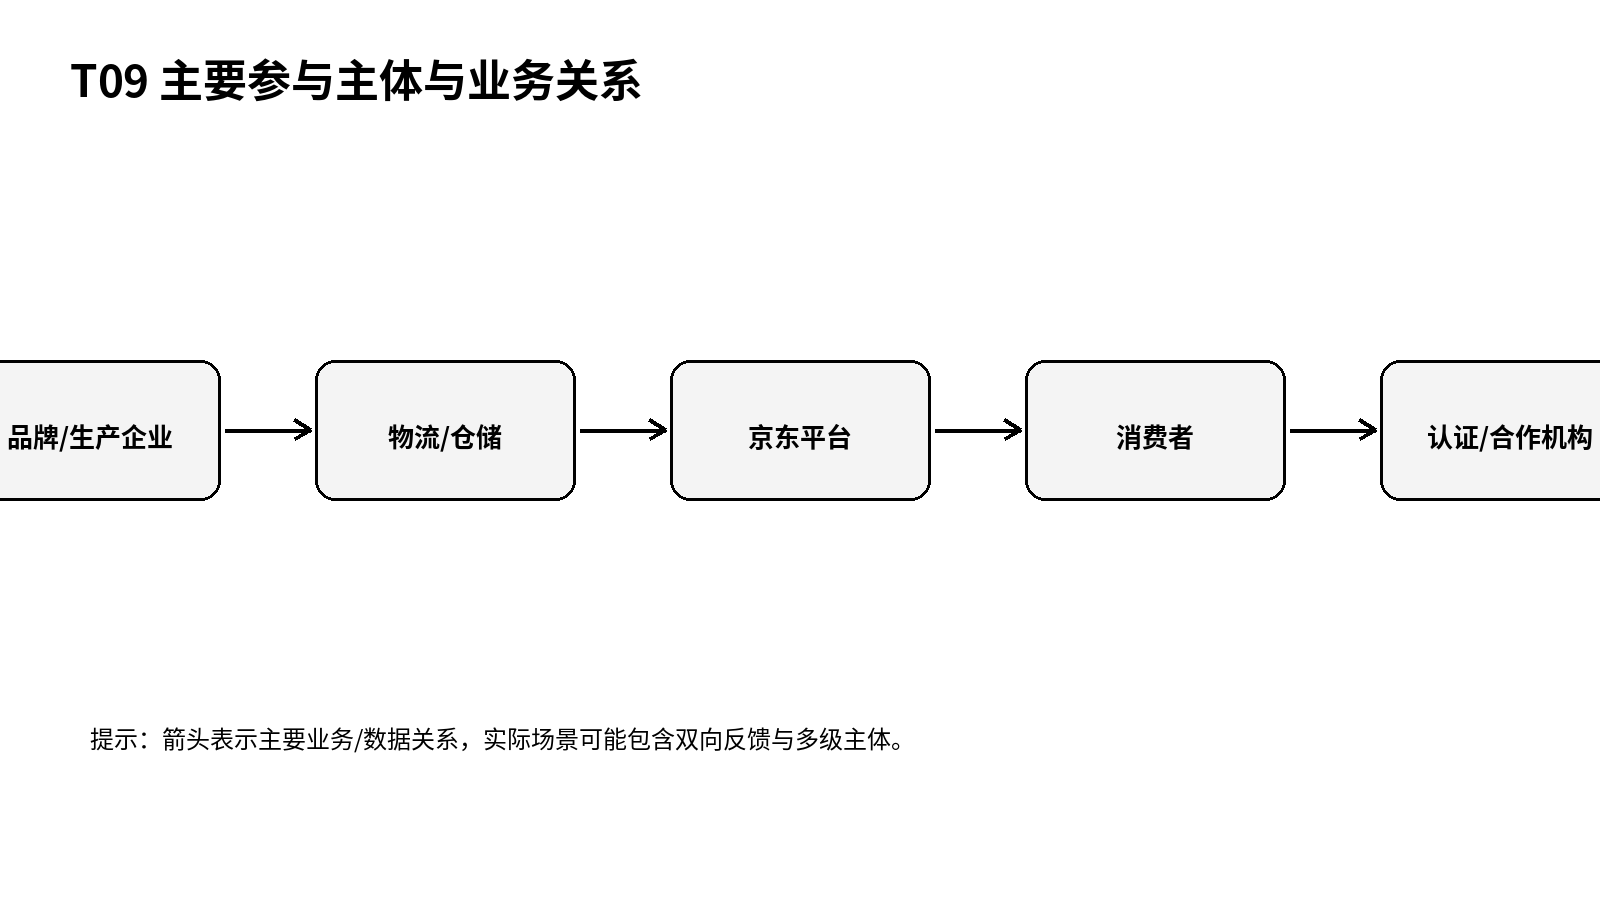 T09 主要参与主体与业务关系
品牌/生产企业
物流/仓储
京东平台
消费者
认证/合作机构
提示：箭头表示主要业务/数据关系，实际场景可能包含双向反馈与多级主体。